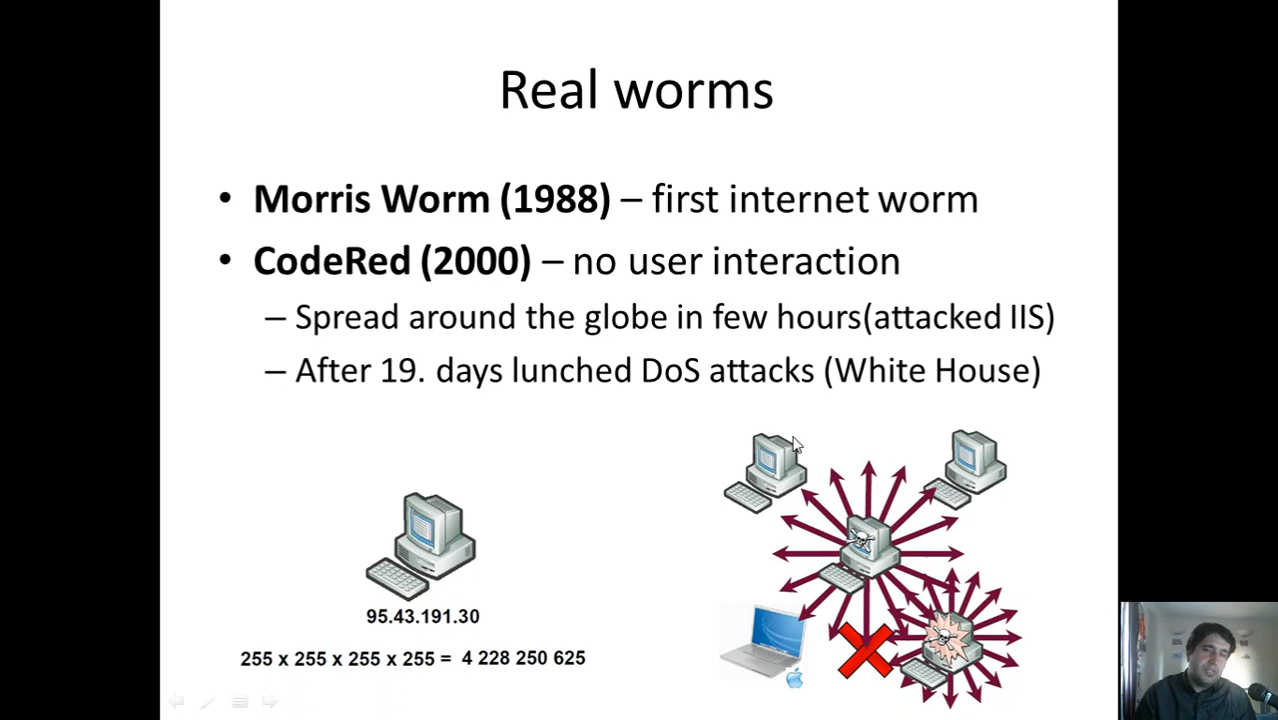 Real worms
• Morris Worm (1988) – first internet worm
• CodeRed (2000) – no user interaction
– Spread around the globe in few hours(attacked IIS)
– After 19. days lunched DoS attacks (White House)
95.43.191.30
255 x 255 x 255 x 255 = 4 228 250 625